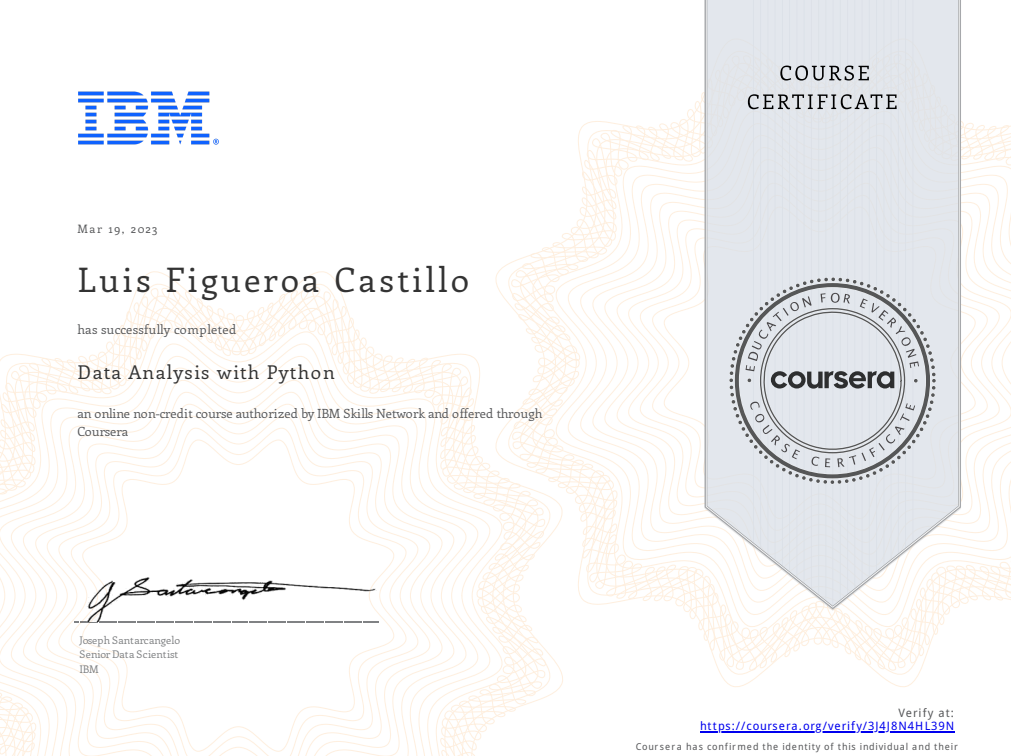 COURSE
CERTIFICATE
IBM®
Mar 19, 2023
Luis Figueroa Castillo
has successfully completed
Data Analysis with Python
an online non-credit course authorized by IBM Skills Network and offered through
Coursera
EDUCATION FOR EVERYONE
coursera
COURSE CERTIFICATE
J Santarcangelo
Joseph Santarcangelo
Senior Data Scientist
IBM
Verify at:
https://coursera.org/verify/3J4J8N4HL39N
Coursera has confirmed the identity of this individual and their